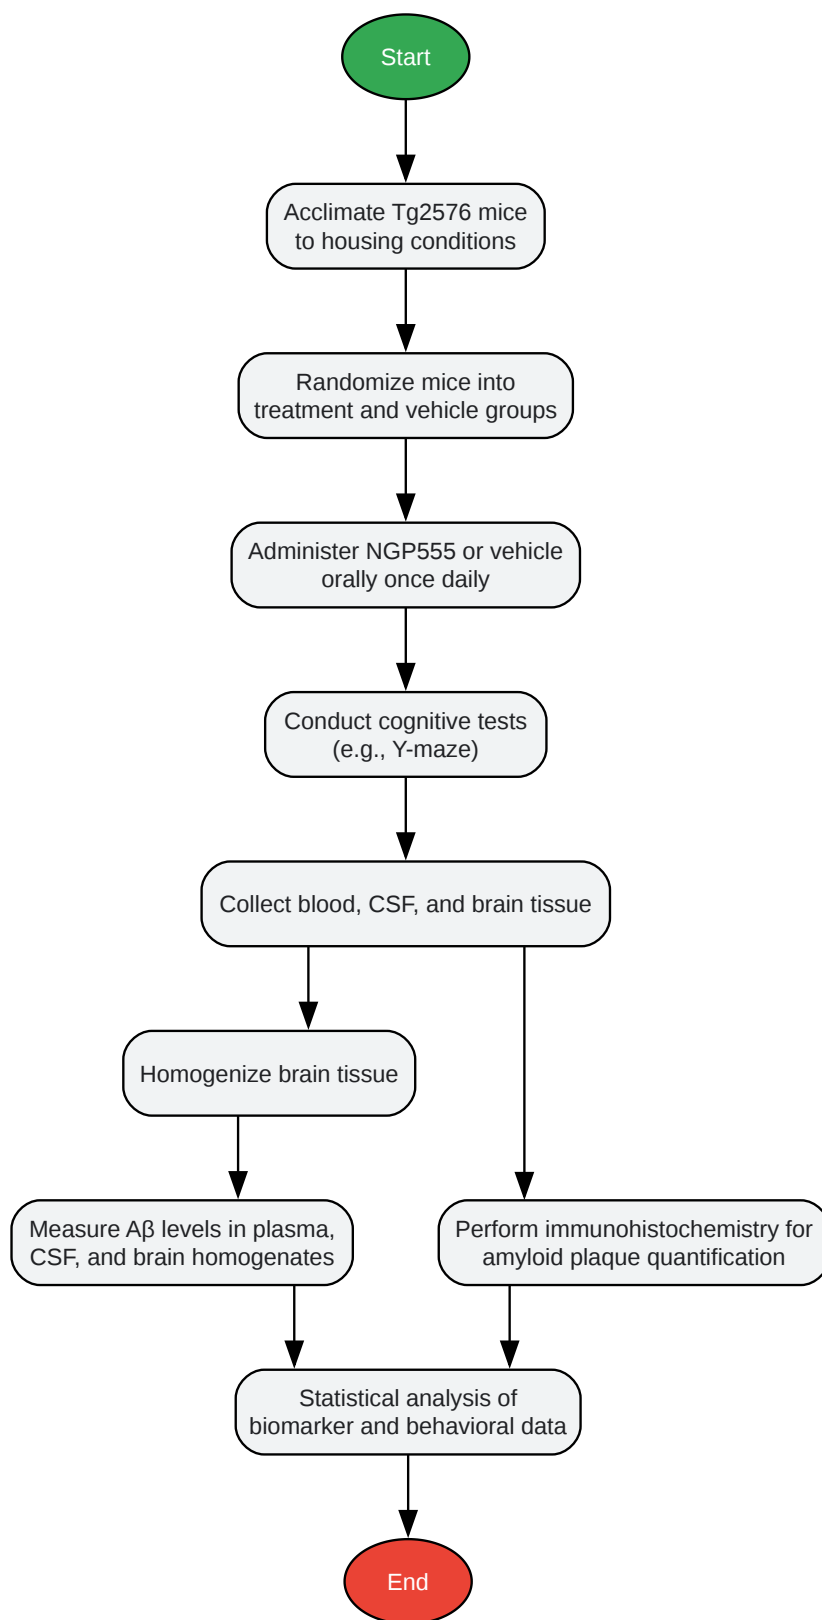 Start
Acclimate Tg2576 mice
to housing conditions
Randomize mice into
treatment and vehicle groups
Administer NGP555 or vehicle
orally once daily
Conduct cognitive tests
(e.g., Y-maze)
Collect blood, CSF, and brain tissue
Homogenize brain tissue
Measure Aβ levels in plasma,
CSF, and brain homogenates
Perform immunohistochemistry for
amyloid plaque quantification
Statistical analysis of
biomarker and behavioral data
End